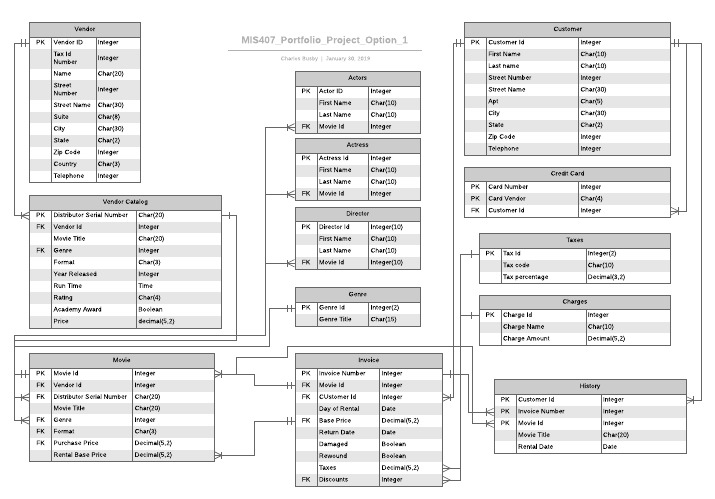 MIS407_Portfolio_Project_Option_1
Charles Busby | January 30, 2019
Vendor
PK Vendor ID Integer
Tax Id Number Integer
Name Char(20)
Street Number Integer
Street Name Char(30)
Suite Char(8)
City Char(30)
State Char(2)
Zip Code Integer
Country Char(3)
Telephone Integer
Vendor Catalog
PK Distributor Serial Number Char(20)
FK Vendor Id Integer
Movie Title Char(20)
FK Genre Integer
Format Char(3)
Year Released Integer
Run Time Time
Rating Char(4)
Academy Award Boolean
Price decimal(5,2)
Movie
PK Movie Id Integer
FK Vendor Id Integer
FK Distributor Serial Number Char(20)
Movie Title Char(20)
FK Genre Integer
FK Format Char(3)
FK Purchase Price Decimal(5,2)
FK Rental Base Price Decimal(5,2)
Actors
PK Actor ID Integer
First Name Char(10)
Last Name Char(10)
FK Movie Id Integer
Actress
PK Actress Id Integer
First Name Char(10)
Last Name Char(10)
FK Movie Id Integer
Director
PK Director Id Integer(10)
First Name Char(10)
Last Name Char(10)
FK Movie Id Integer(10)
Genre
PK Genre Id Integer(2)
Genre Title Char(15)
Invoice
PK Invoice Number Integer
FK Movie Id Integer
FK CUstomer Id Integer
Day of Rental Date
FK Base Price Decimal(5,2)
Return Date Date
Damaged Boolean
Rewound Boolean
Taxes Decimal(5,2)
FK Discounts Integer
Customer
PK Customer Id Integer
First Name Char(10)
Last name Char(10)
Street Number Integer
Street Name Char(30)
Apt Char(5)
City Char(30)
State Char(2)
Zip Code Integer
Telephone Integer
Credit Card
PK Card Number Integer
PK Card Vendor Char(4)
FK Customer Id Integer
Taxes
PK Tax Id Integer(2)
Tax code Char(10)
Tax percentage Decimal(3,2)
Charges
PK Charge Id Integer
Charge Name Char(10)
Charge Amount Decimal(5,2)
History
PK Customer Id Integer
PK Invoice Number Integer
PK Movie Id Integer
Movie Title Char(20)
Rental Date Date